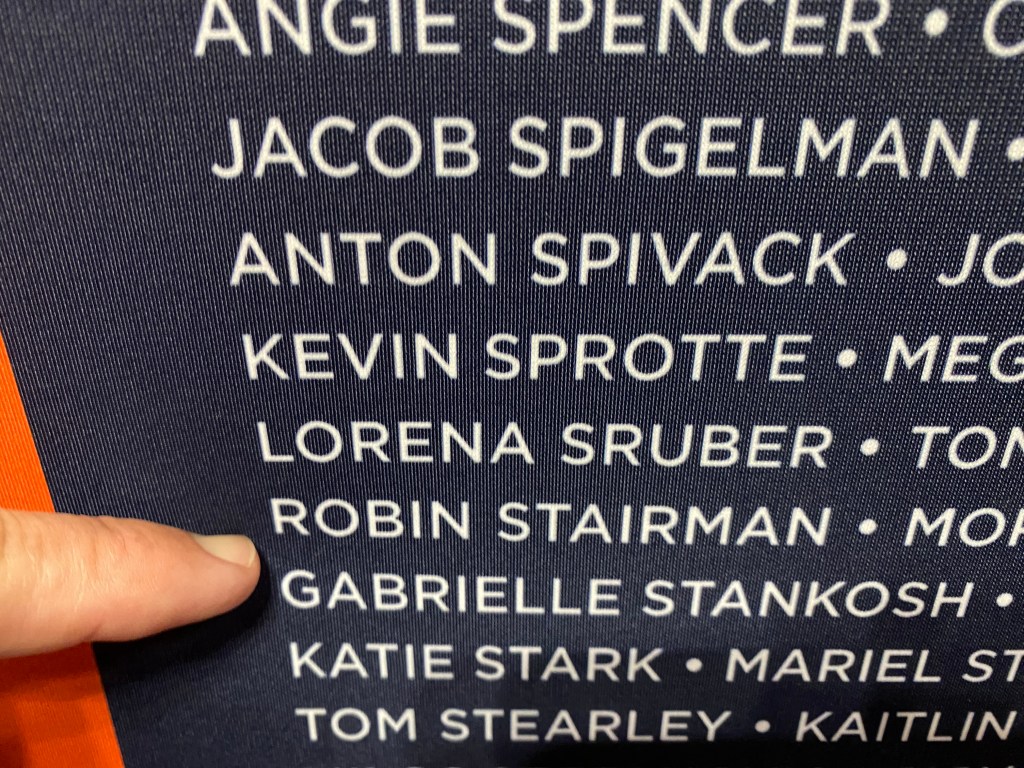 ANGIE SPENCER •
JACOB SPIGELMAN •
ANTON SPIVACK •
KEVIN SPROTTE •
LORENA SRUBER •
ROBIN STAIRMAN •
GABRIELLE STANKOSH •
KATIE STARK • MARIEL
TOM STEARLEY • KAITLIN